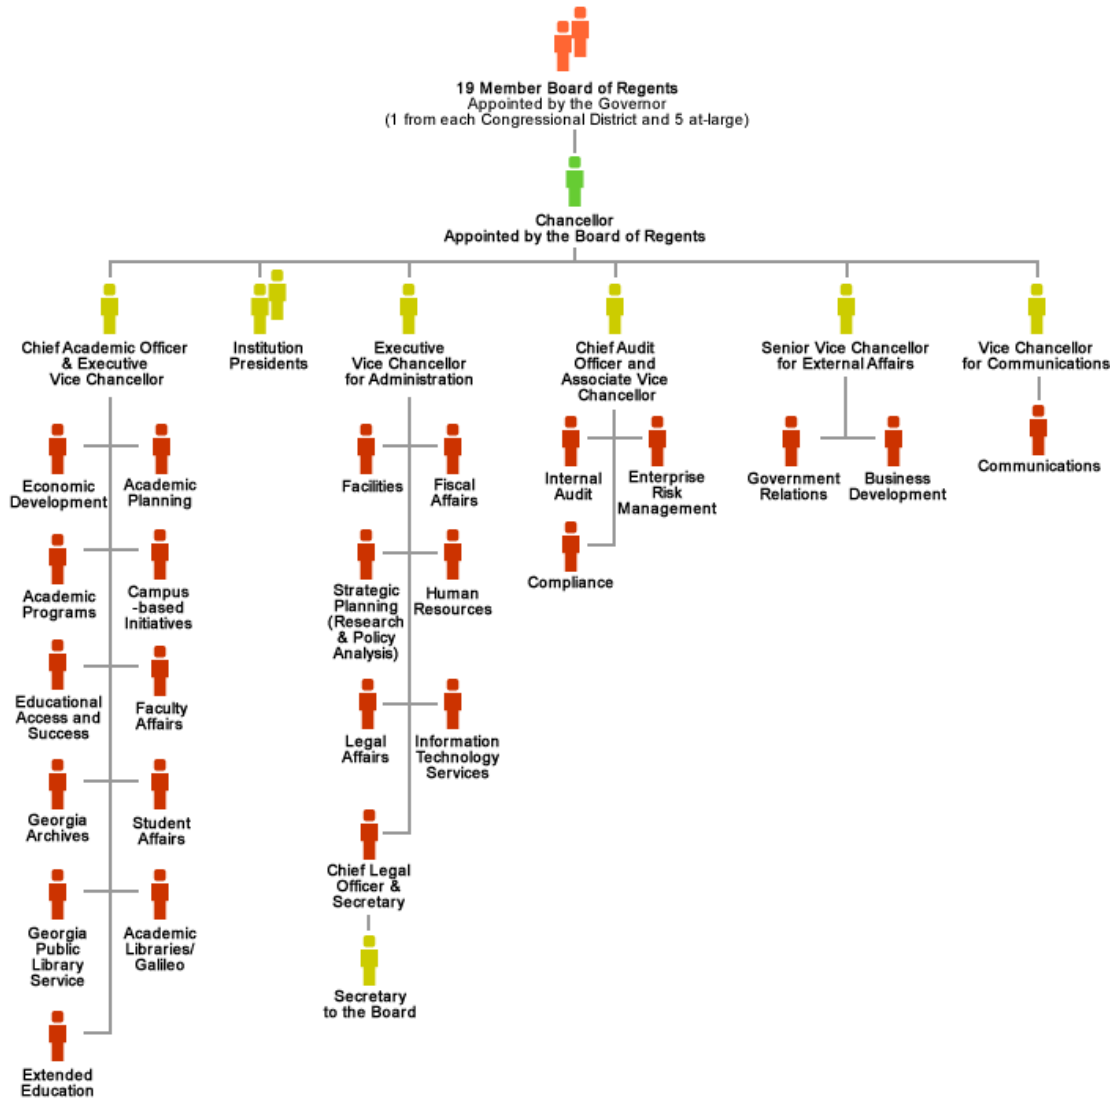 19 Member Board of Regents
Appointed by the Governor
(1 from each Congressional District and 5 at-large)
Chancellor
Appointed by the Board of Regents
Chief Academic Officer
& Executive
Vice Chancellor
Institution
Presidents
Executive
Vice Chancellor
for Administration
Chief Audit
Officer and
Associate Vice
Chancellor
Senior Vice Chancellor
for External Affairs
Vice Chancellor
for Communications
Economic
Development
Academic
Planning
Academic
Programs
Campus
-based
Initiatives
Educational
Access and
Success
Faculty
Affairs
Georgia
Archives
Student
Affairs
Georgia
Public
Library
Service
Academic
Libraries/
Galileo
Extended
Education
Facilities
Fiscal
Affairs
Strategic
Planning
(Research
& Policy
Analysis)
Human
Resources
Legal
Affairs
Information
Technology
Services
Chief Legal
Officer &
Secretary
Secretary
to the Board
Internal
Audit
Enterprise
Risk
Management
Compliance
Government
Relations
Business
Development
Communications